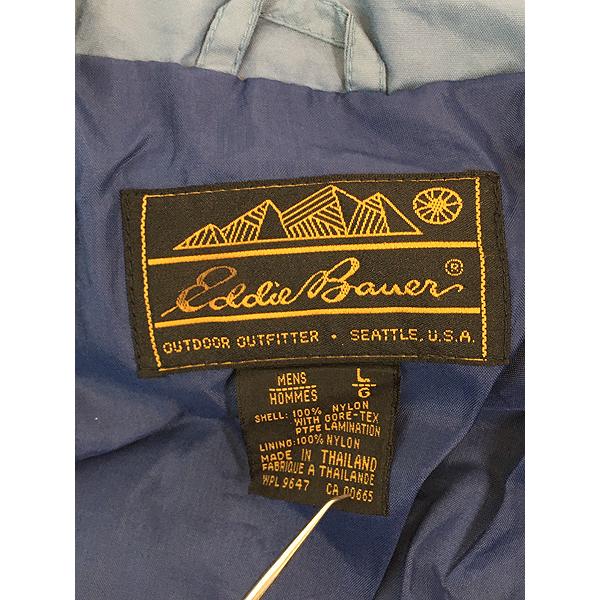 Eddie Bauer®
OUTDOOR OUTFITTER • SEATTLE, U.S.A.
MENS L
HOMMES G
SHELL: 100% NYLON
WITH GORE-TEX
PTFE LAMINATION
LINING: 100% NYLON
MADE IN THAILAND
FABRIQUE A THAILANDE
WPL 9647 CA 00665